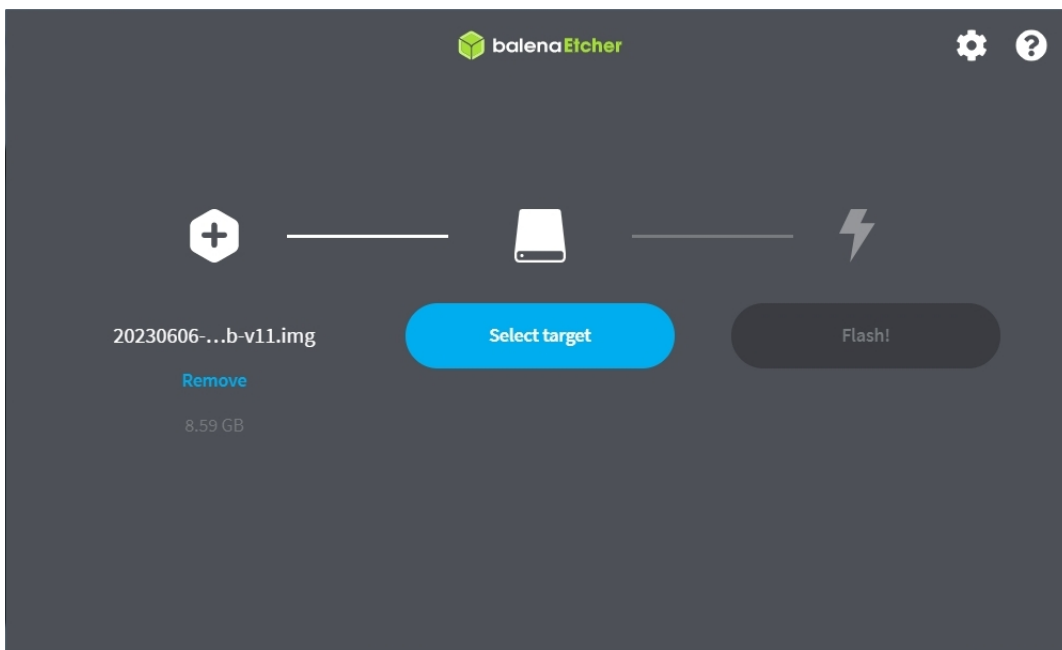 balenaEtcher
20230606-...b-v11.img
Select target
Flash!
Remove
8.59 GB